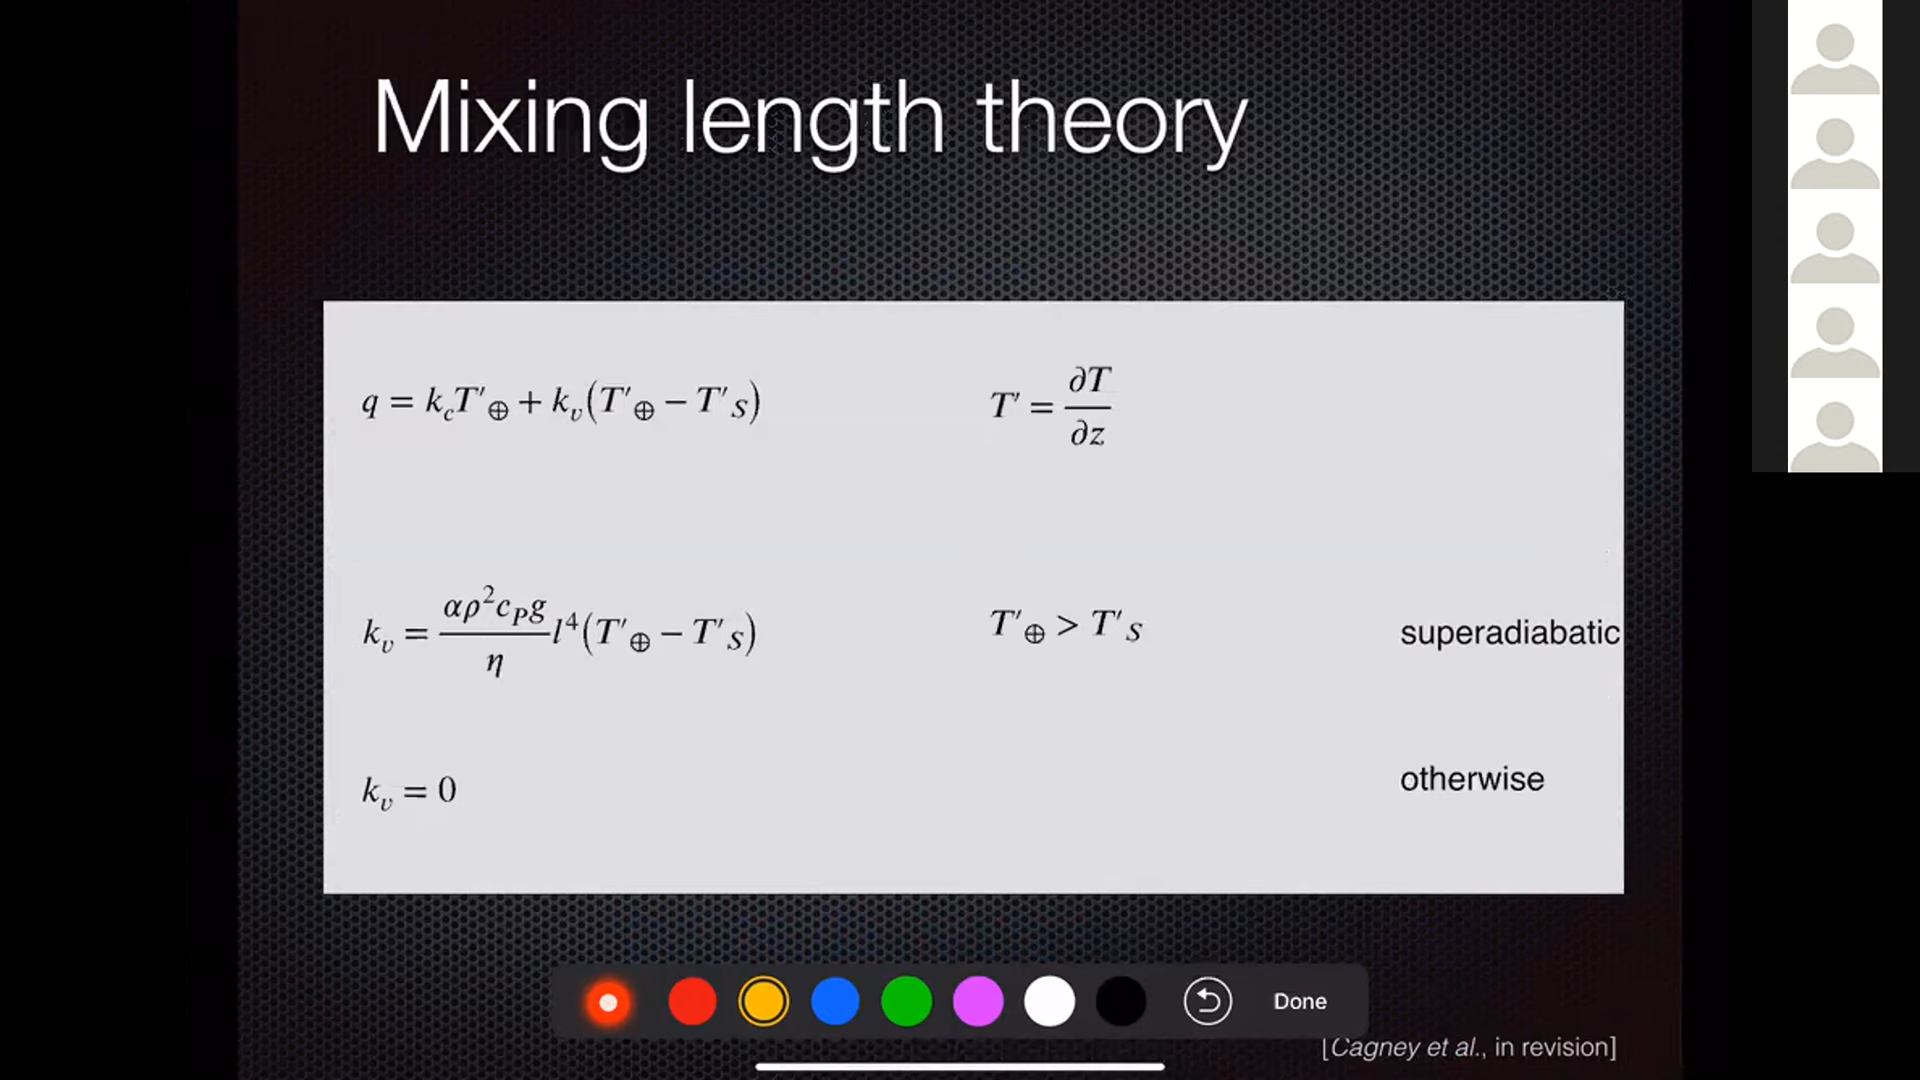 Mixing length theory
q = k_c T'_⊕ + k_v(T'_⊕ − T'_S)
T' = ∂T/∂z
k_v = αρ²c_P g/η l⁴(T'_⊕ − T'_S)
T'_⊕ > T'_S
superadiabatic
k_v = 0
otherwise
Done
[Cagney et al., in revision]